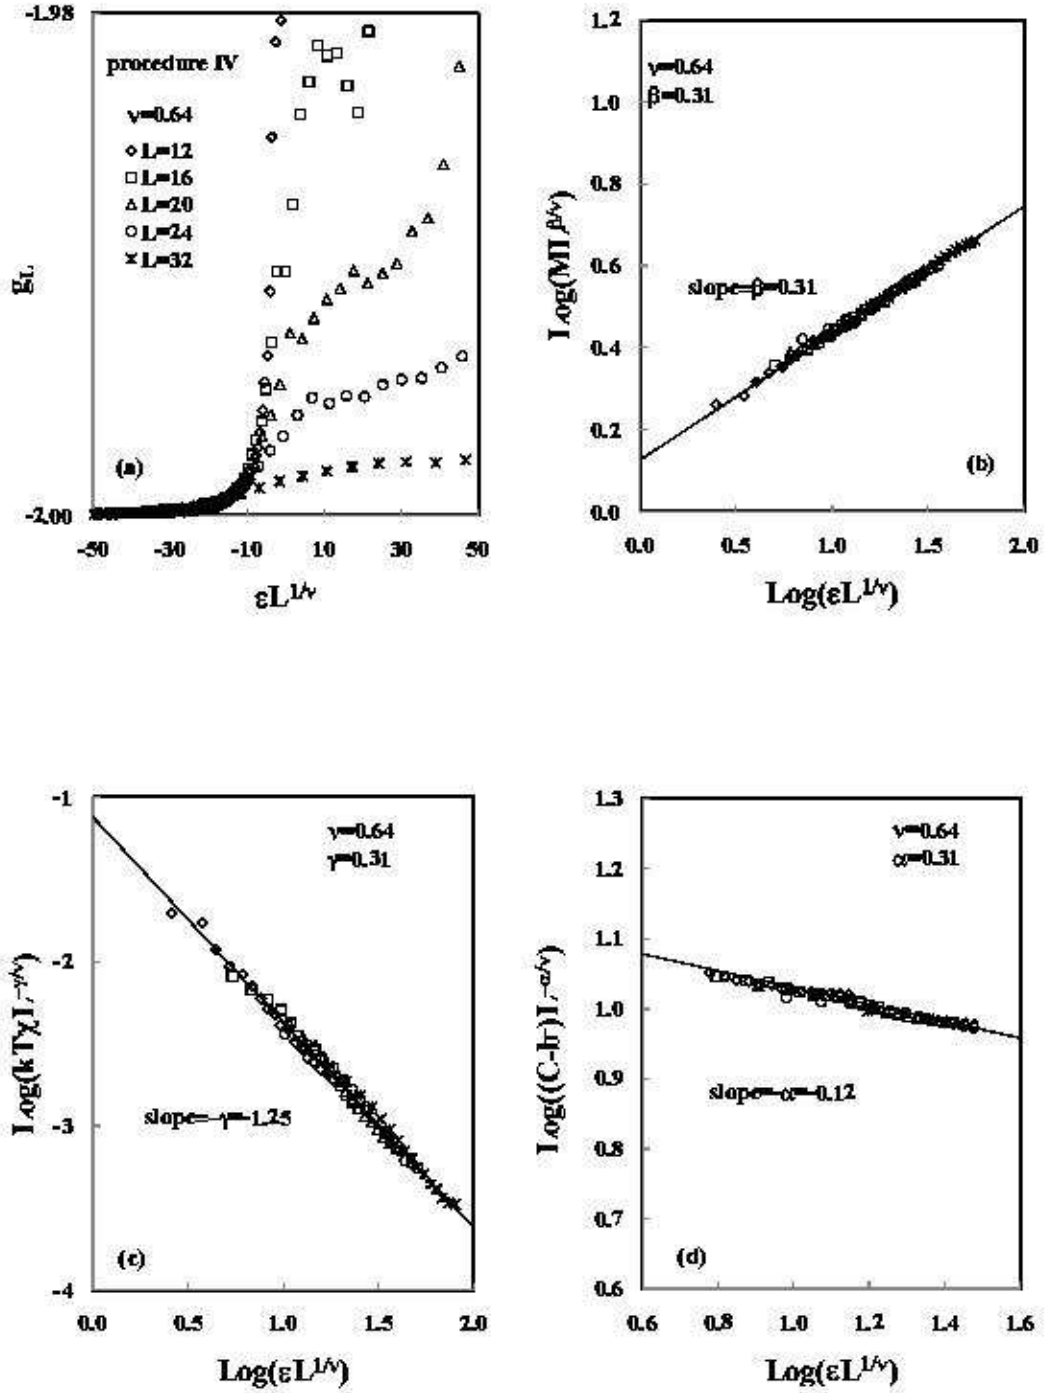 -1.98
procedure IV
ν=0.64
L=12
L=16
L=20
L=24
L=32
gL
(a)
-2.00
-50 -30 -10 10 30 50
εL1/ν
1.2
1.0
0.8
0.6
0.4
0.2
0.0
ν=0.64
β=0.31
Log(MLβ/ν)
slope=β=0.31
(b)
0.0 0.5 1.0 1.5 2.0
Log(εL1/ν)
-1
-2
-3
-4
ν=0.64
γ=0.31
Log(kTχL-γ/ν)
slope=-γ=-1.25
(c)
0.0 0.5 1.0 1.5 2.0
Log(εL1/ν)
1.3
1.2
1.1
1.0
0.9
0.8
0.7
0.6
ν=0.64
α=0.31
Log((C-b-)L-α/ν)
slope=-α=-0.12
(d)
0.6 0.8 1.0 1.2 1.4 1.6
Log(εL1/ν)